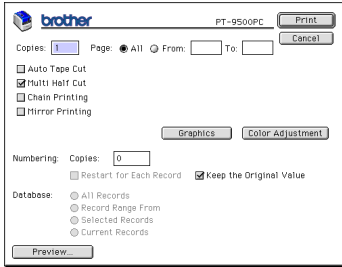 brother PT-9500PC Print
Copies: 1 Page: All From: To: Cancel
Auto Tape Cut
Multi Half Cut
Chain Printing
Mirror Printing
Graphics Color Adjustment
Numbering: Copies: 0
Restart for Each Record Keep the Original Value
Database: All Records
Record Range From
Selected Records
Current Records
Preview...